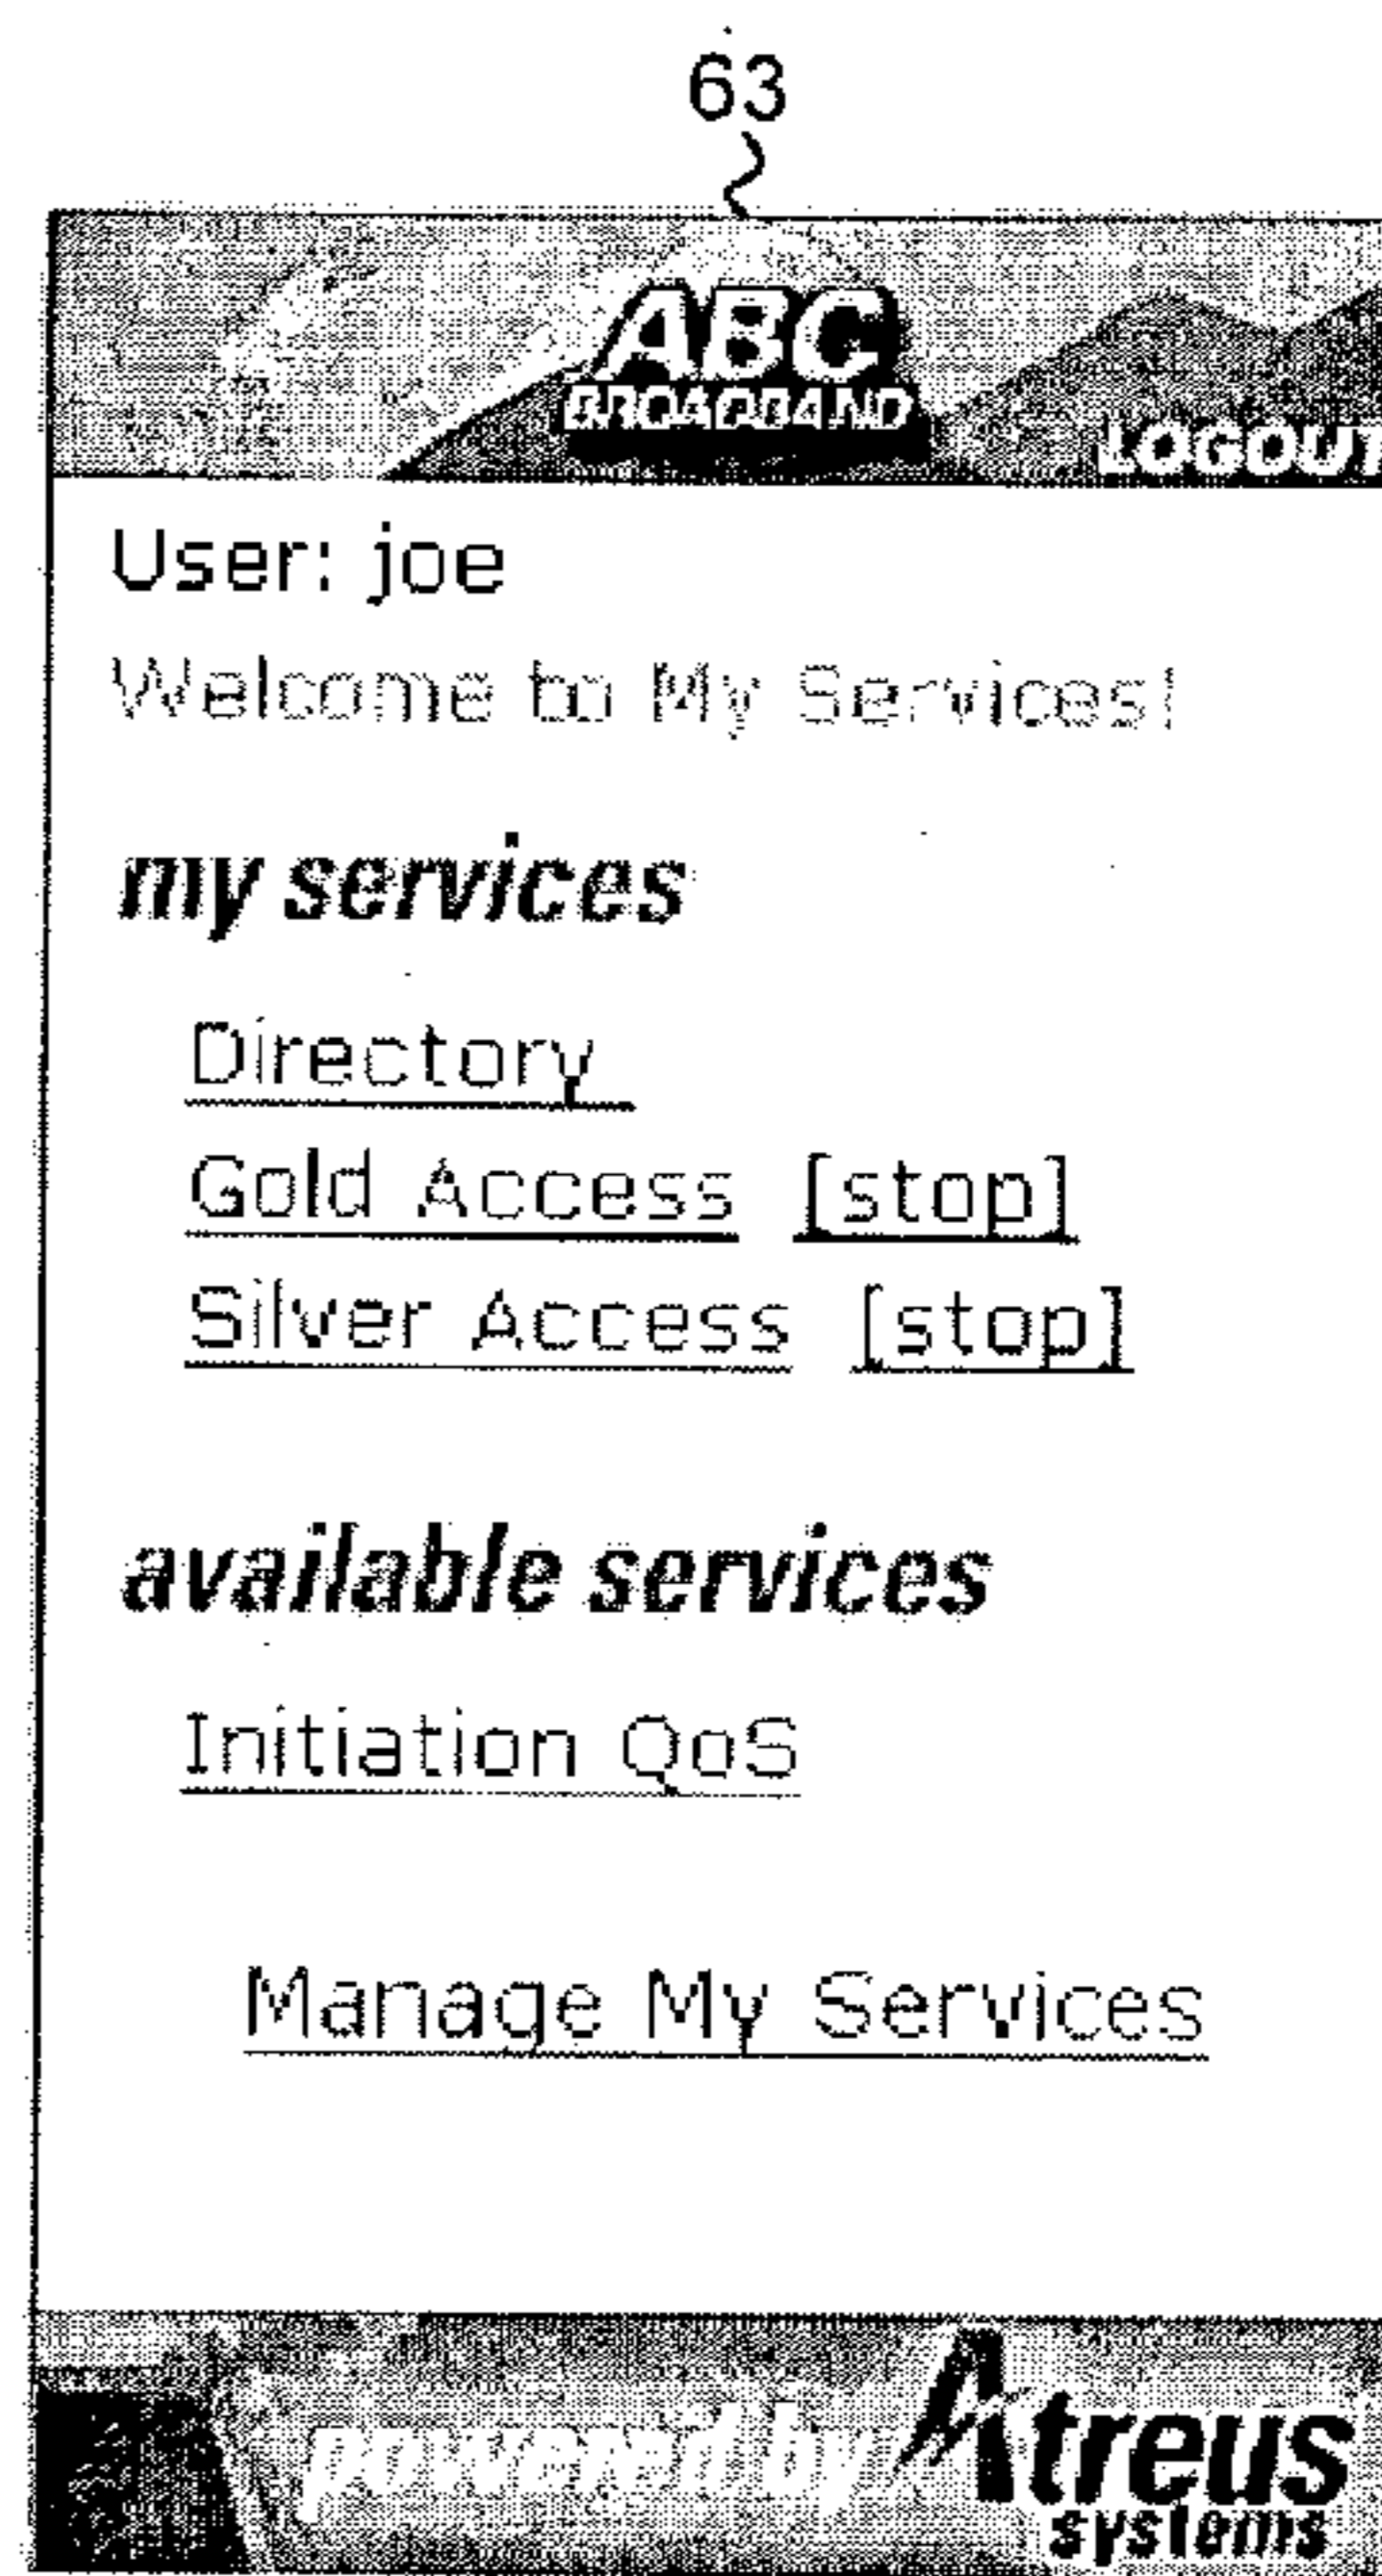 63
ABC
BROADBAND
LOGOUT
User: joe
Welcome to My Services!
my services
Directory
Gold Access [stop]
Silver Access [stop]
available services
Initiation QoS
Manage My Services
powered by Atreus
systems